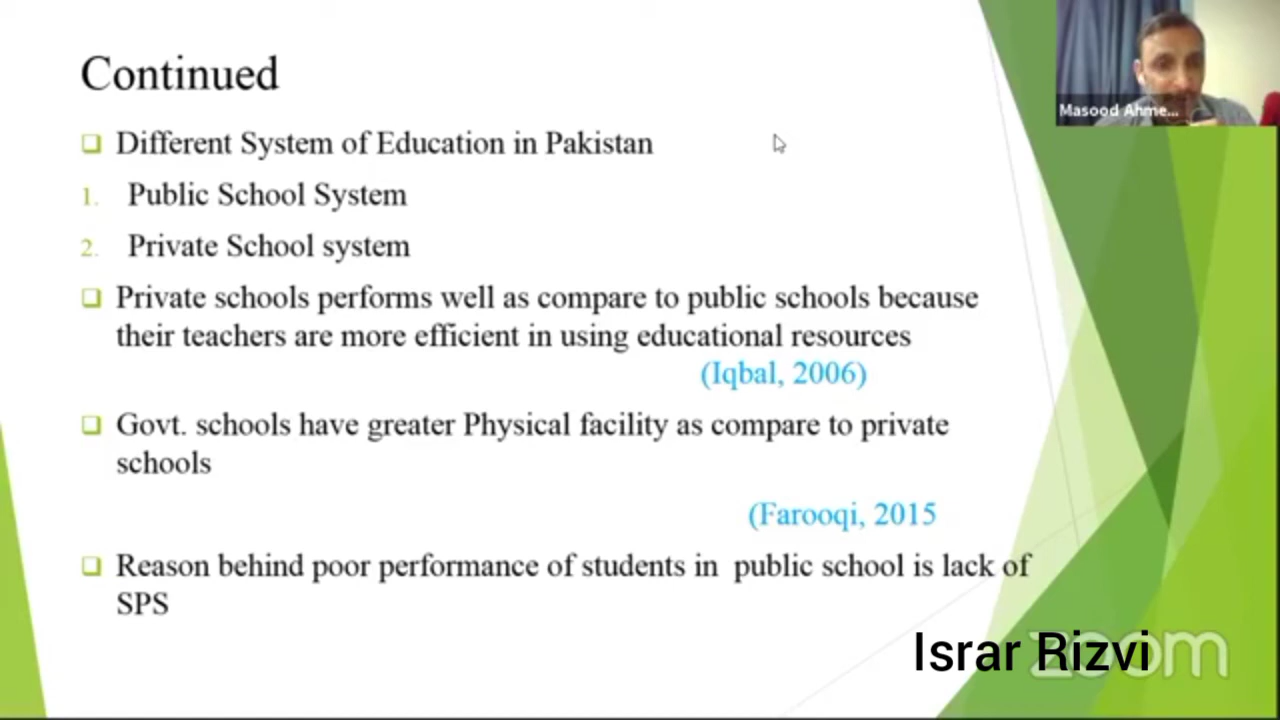 Continued
Masood Ahme...
❑ Different System of Education in Pakistan
1. Public School System
2. Private School system
❑ Private schools performs well as compare to public schools because
their teachers are more efficient in using educational resources
(Iqbal, 2006)
❑ Govt. schools have greater Physical facility as compare to private
schools
(Farooqi, 2015
❑ Reason behind poor performance of students in public school is lack of
SPS
Israr Rizvi
zoom